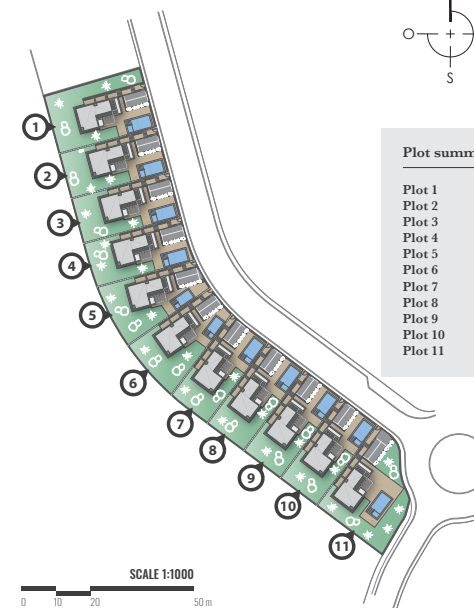 O
S
Plot summ
Plot 1
Plot 2
Plot 3
Plot 4
Plot 5
Plot 6
Plot 7
Plot 8
Plot 9
Plot 10
Plot 11
1
2
3
4
5
6
7
8
9
10
11
SCALE 1:1000
0 10 20 50 m